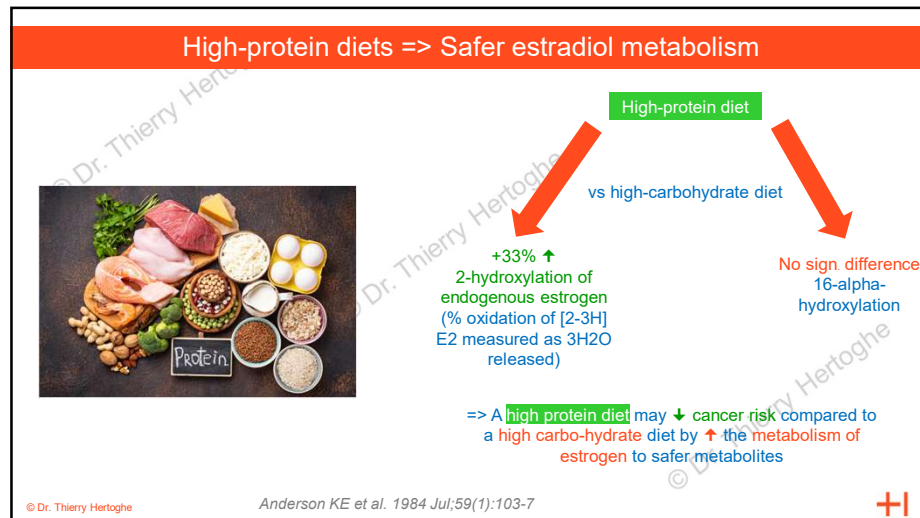 High-protein diets => Safer estradiol metabolism
High-protein diet
vs high-carbohydrate diet
+33% ↑
2-hydroxylation of
endogenous estrogen
(% oxidation of [2-3H]
E2 measured as 3H2O
released)
No sign. difference
16-alpha-
hydroxylation
Protein
=> A high protein diet may ↓ cancer risk compared to
a high carbo-hydrate diet by ↑ the metabolism of
estrogen to safer metabolites
© Dr. Thierry Hertoghe
© Dr. Thierry Hertoghe
© Dr. Thierry Hertoghe
© Dr. Thierry Hertoghe
Anderson KE et al. 1984 Jul;59(1):103-7